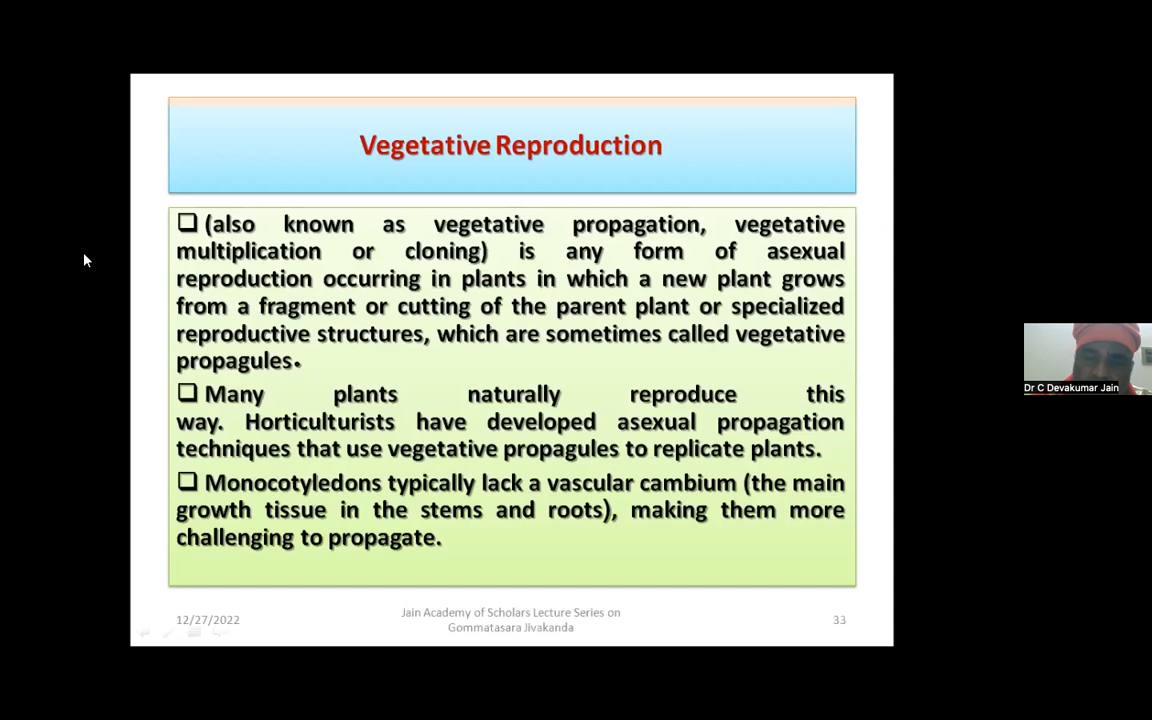 Vegetative Reproduction
❑ (also known as vegetative propagation, vegetative
multiplication or cloning) is any form of asexual
reproduction occurring in plants in which a new plant grows
from a fragment or cutting of the parent plant or specialized
reproductive structures, which are sometimes called vegetative
propagules.
❑ Many plants naturally reproduce this
way. Horticulturists have developed asexual propagation
techniques that use vegetative propagules to replicate plants.
❑ Monocotyledons typically lack a vascular cambium (the main
growth tissue in the stems and roots), making them more
challenging to propagate.
12/27/2022
Jain Academy of Scholars Lecture Series on
Gommatasara Jivakanda
33
Dr C Devakumar Jain